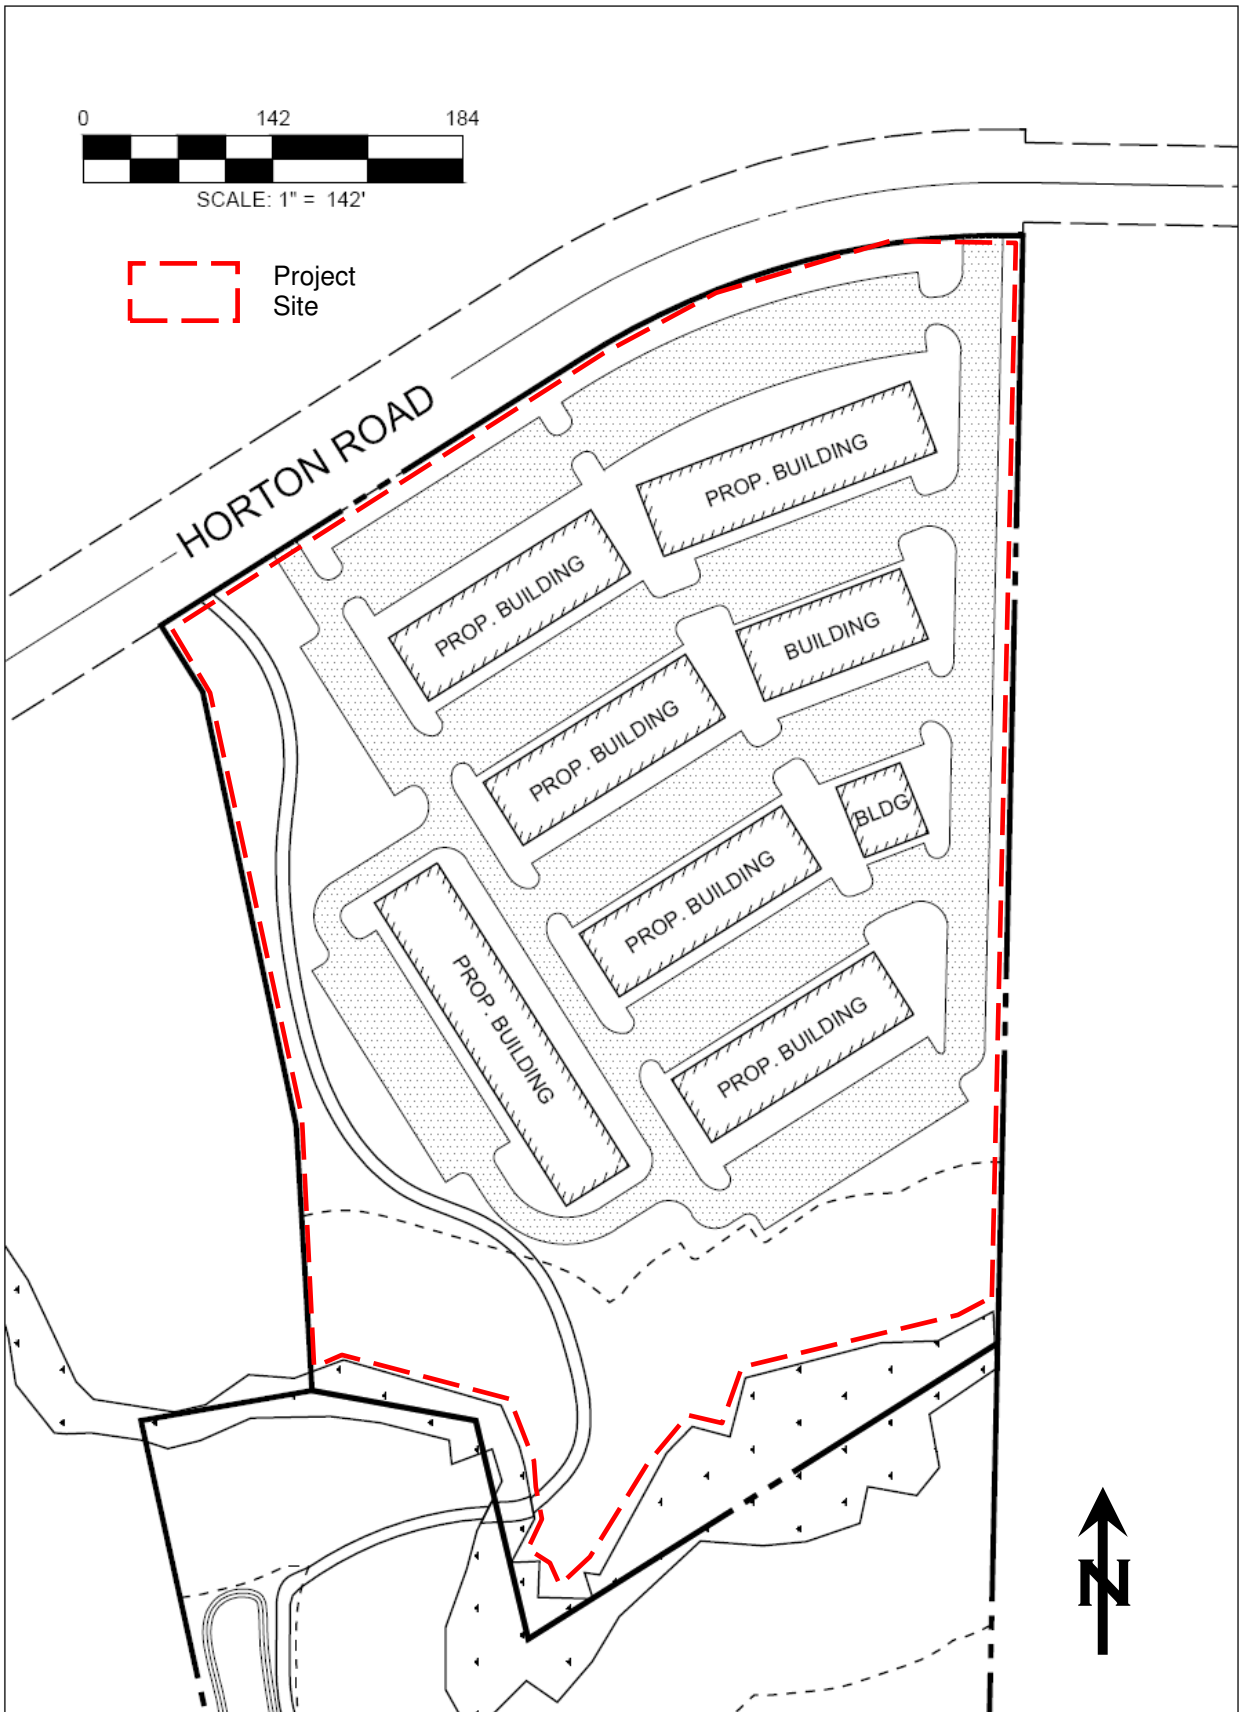 0 142 184
SCALE: 1" = 142'
Project
Site
HORTON ROAD
PROP. BUILDING
PROP. BUILDING
BUILDING
PROP. BUILDING
BLDG
PROP. BUILDING
PROP. BUILDING
PROP. BUILDING
N